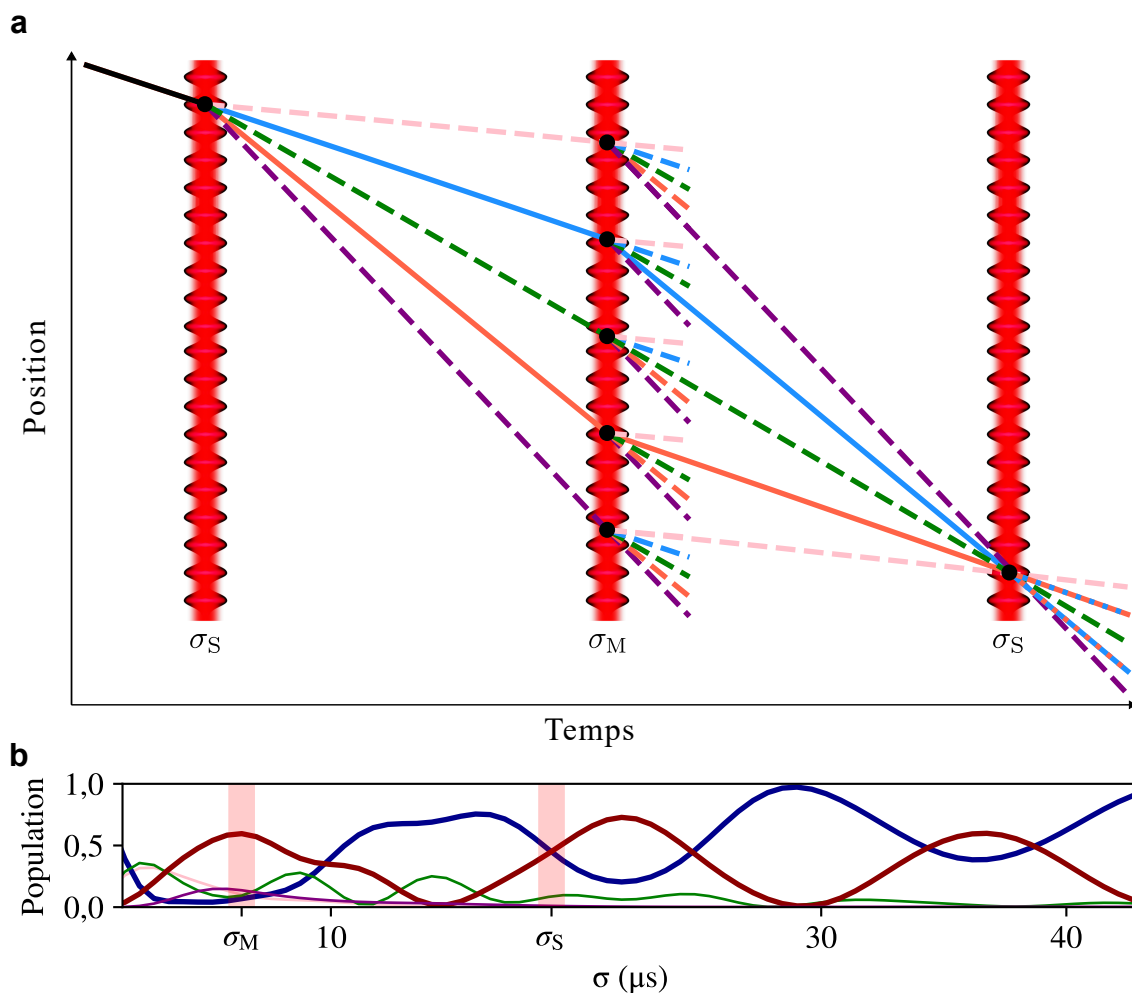 a
Position
σS σM σS
Temps
b
Population
1,0
0,5
0,0
σM 10 σS 30 40
σ (μs)